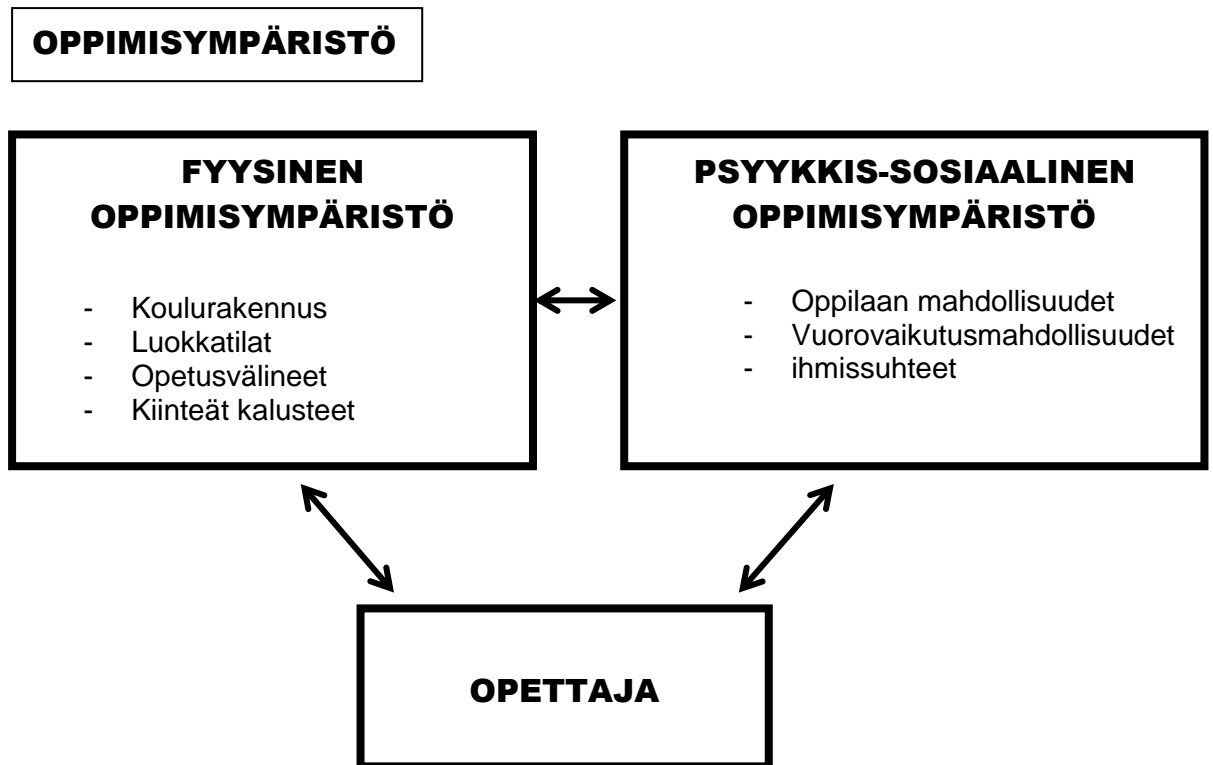 OPPIMISYMPÄRISTÖ
FYYSINEN
OPPIMISYMPÄRISTÖ
- Koulurakennus
- Luokkatilat
- Opetusvälineet
- Kiinteät kalusteet
PSYYKKIS-SOSIAALINEN
OPPIMISYMPÄRISTÖ
- Oppilaan mahdollisuudet
- Vuorovaikutusmahdollisuudet
- ihmissuhteet
OPETTAJA